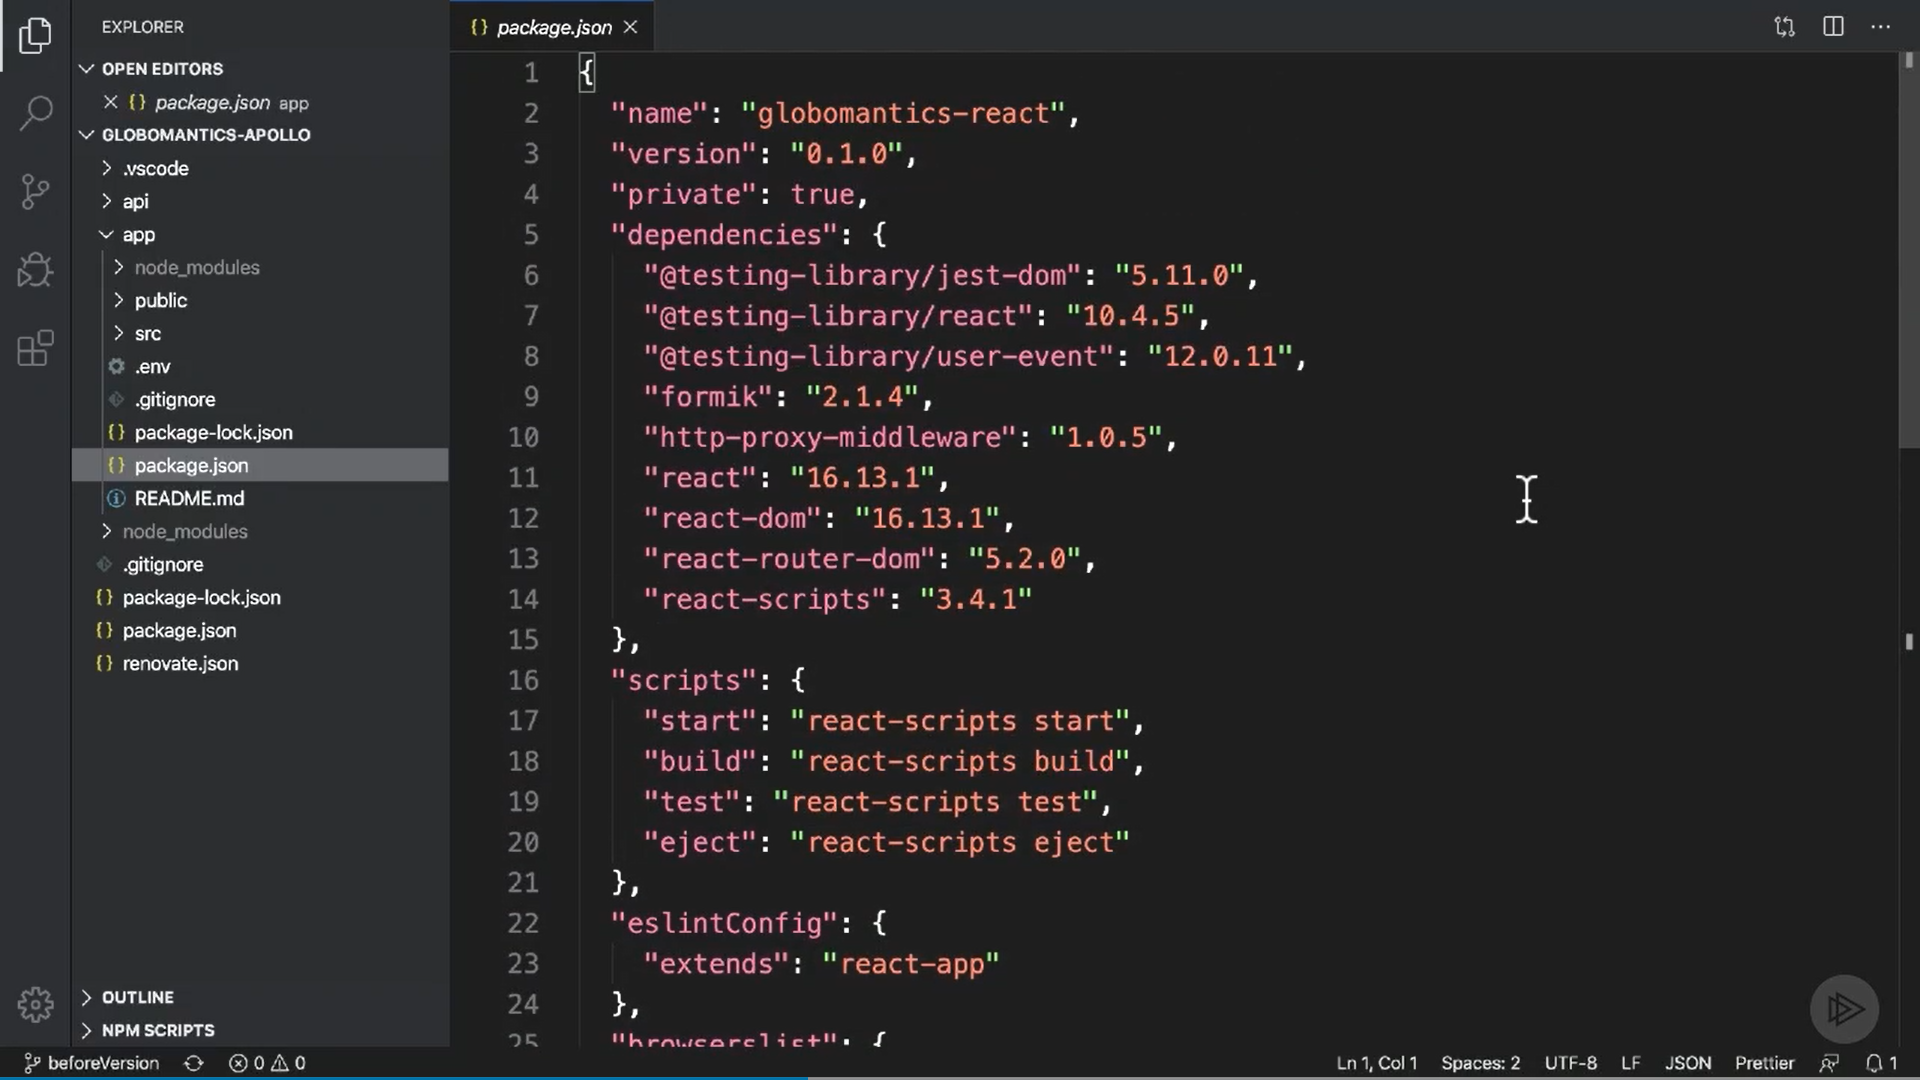 EXPLORER
OPEN EDITORS
package.json app
GLOBOMANTICS-APOLLO
.vscode
api
app
node_modules
public
src
.env
.gitignore
package-lock.json
package.json
README.md
node_modules
.gitignore
package-lock.json
package.json
renovate.json
OUTLINE
NPM SCRIPTS
{} package.json
1 {
2 "name": "globomantics-react",
3 "version": "0.1.0",
4 "private": true,
5 "dependencies": {
6 "@testing-library/jest-dom": "5.11.0",
7 "@testing-library/react": "10.4.5",
8 "@testing-library/user-event": "12.0.11",
9 "formik": "2.1.4",
10 "http-proxy-middleware": "1.0.5",
11 "react": "16.13.1",
12 "react-dom": "16.13.1",
13 "react-router-dom": "5.2.0",
14 "react-scripts": "3.4.1"
15 },
16 "scripts": {
17 "start": "react-scripts start",
18 "build": "react-scripts build",
19 "test": "react-scripts test",
20 "eject": "react-scripts eject"
21 },
22 "eslintConfig": {
23 "extends": "react-app"
24 },
25 "browserslist": {
beforeVersion 0 0 Ln 1, Col 1 Spaces: 2 UTF-8 LF JSON Prettier 1